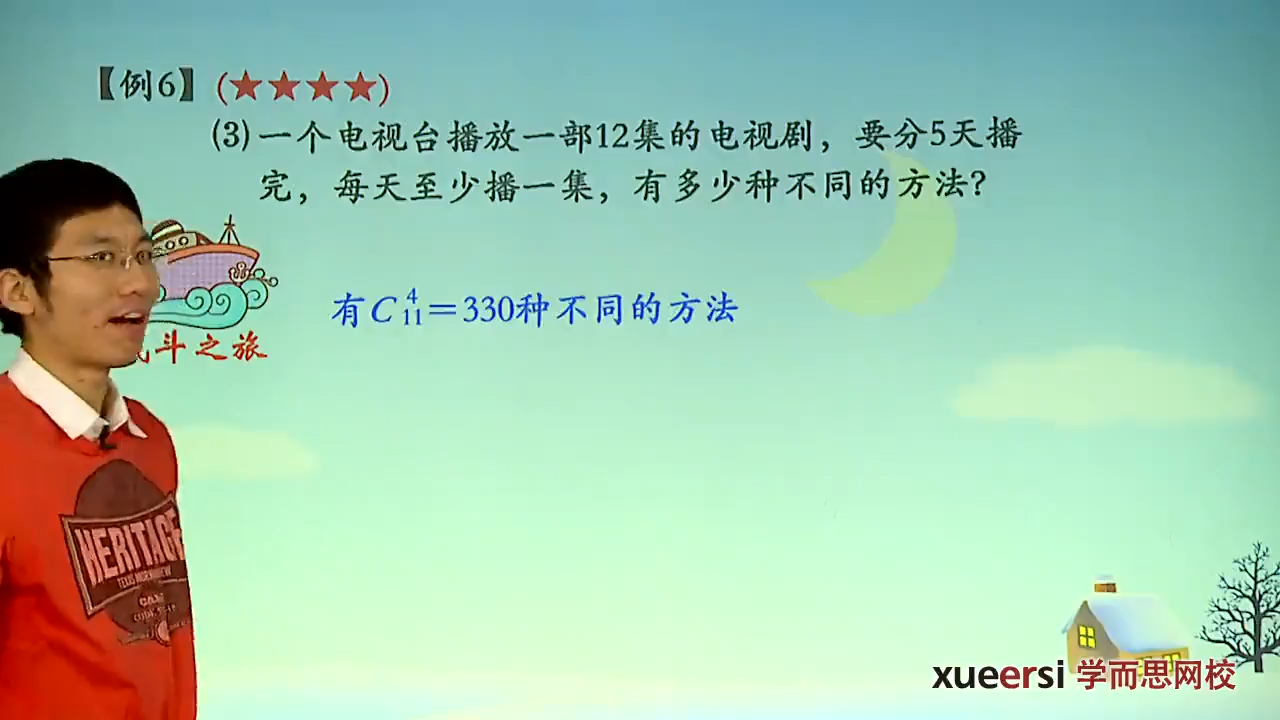 【例6】(★★★★)
(3)一个电视台播放一部12集的电视剧，要分5天播
完，每天至少播一集，有多少种不同的方法？
有C⁴₁₁=330种不同的方法
斗之旅
HERITAGE
xueersi 学而思网校